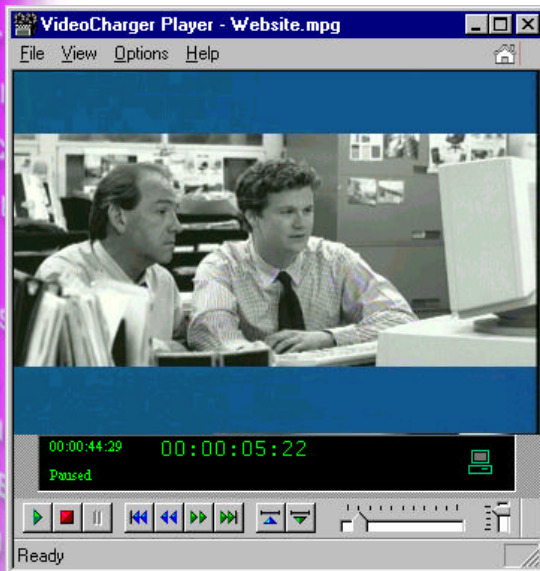 VideoCharger Player - Website.mpg
File View Options Help
00:00:44:29 00:00:05:22
Paused
Ready